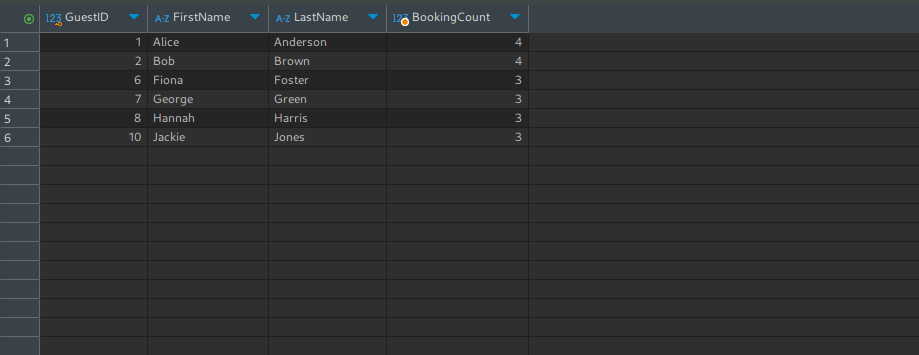 123 GuestID A-Z FirstName A-Z LastName 123 BookingCount
1 1 Alice Anderson 4
2 2 Bob Brown 4
3 6 Fiona Foster 3
4 7 George Green 3
5 8 Hannah Harris 3
6 10 Jackie Jones 3